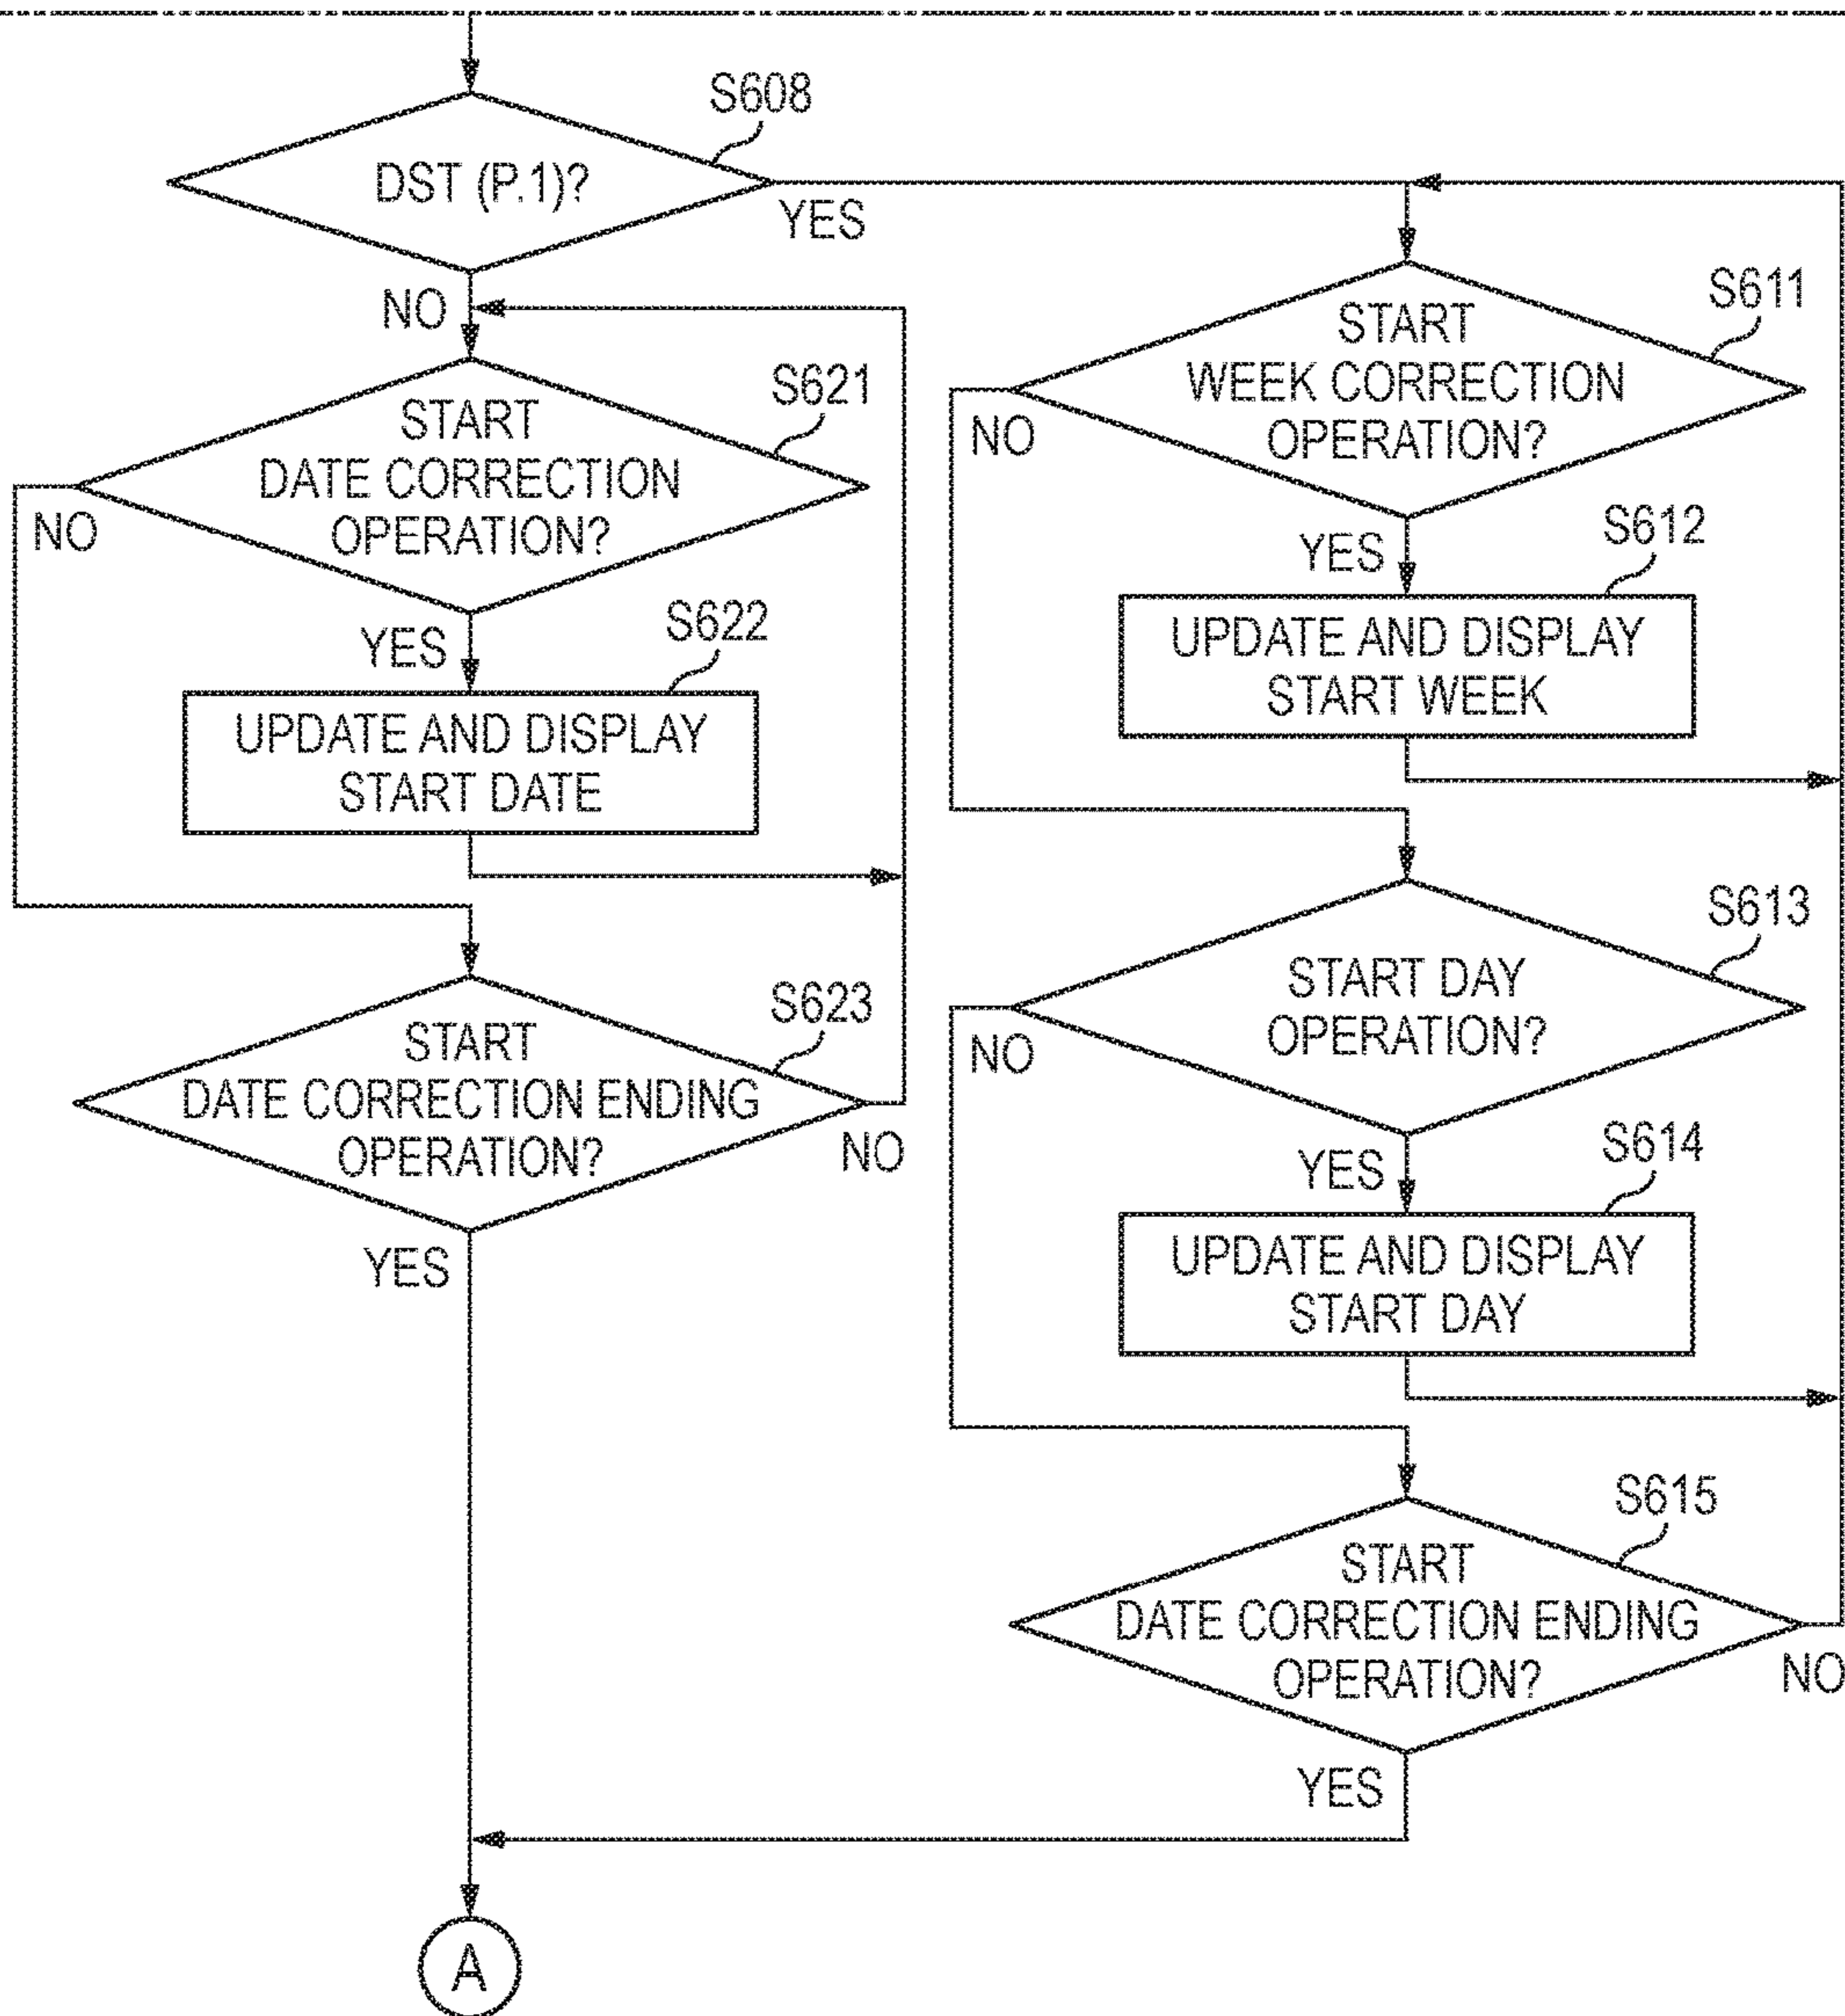 S608
DST (P.1)?
YES
NO
S621
START
DATE CORRECTION
OPERATION?
NO
YES
S622
UPDATE AND DISPLAY
START DATE
S623
START
DATE CORRECTION ENDING
OPERATION?
NO
YES
S611
START
WEEK CORRECTION
OPERATION?
NO
YES
S612
UPDATE AND DISPLAY
START WEEK
S613
START DAY
OPERATION?
NO
YES
S614
UPDATE AND DISPLAY
START DAY
S615
START
DATE CORRECTION ENDING
OPERATION?
NO
YES
A